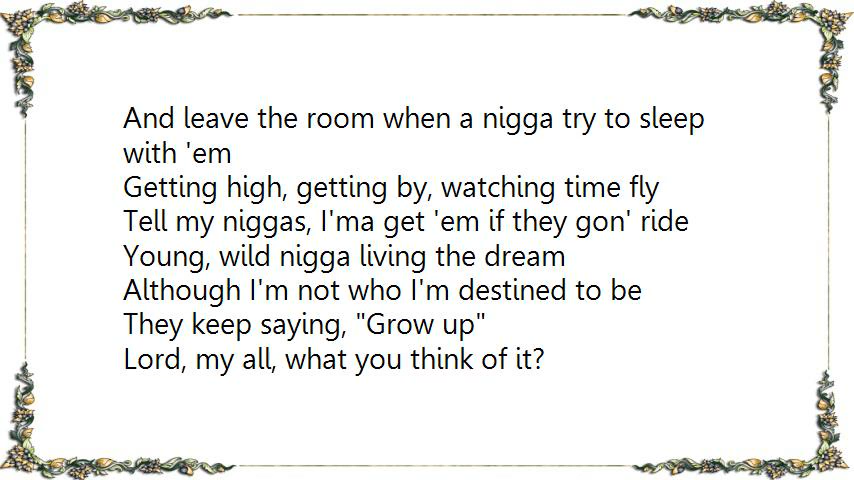 And leave the room when a nigga try to sleep
with 'em
Getting high, getting by, watching time fly
Tell my niggas, I'ma get 'em if they gon' ride
Young, wild nigga living the dream
Although I'm not who I'm destined to be
They keep saying, "Grow up"
Lord, my all, what you think of it?